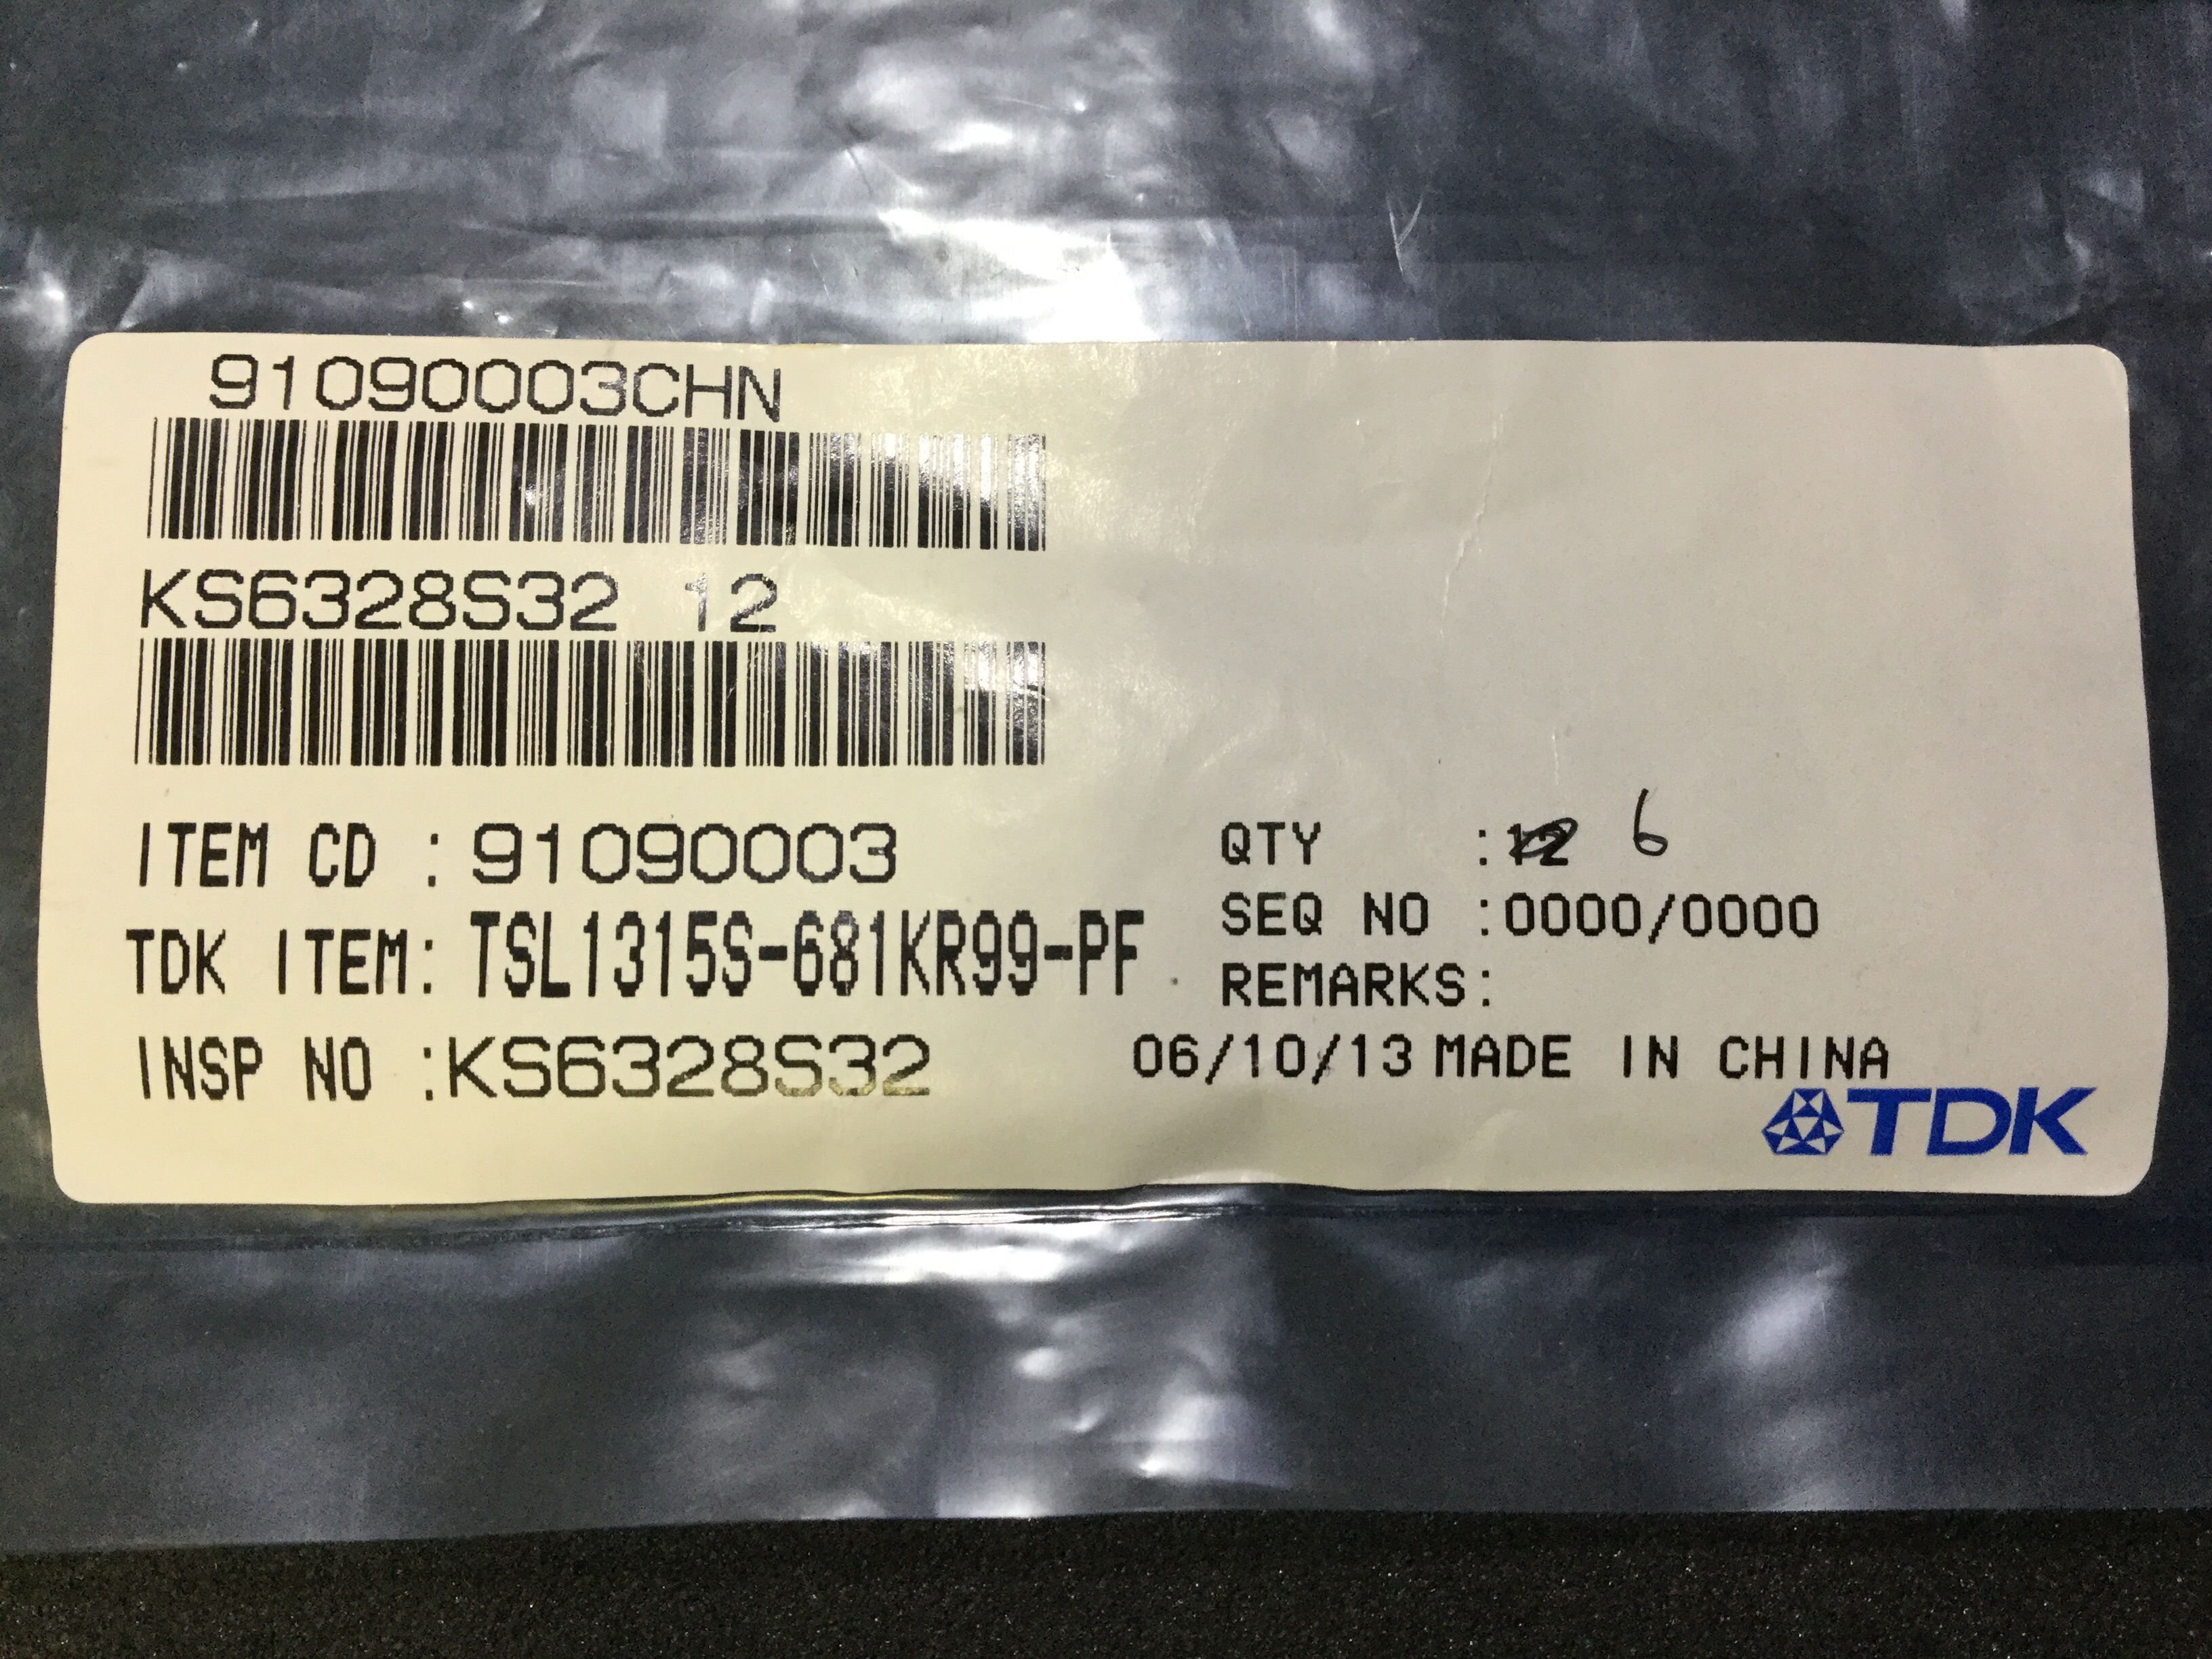 91090003CHN
KS6328S32 12
ITEM CD :91090003
TDK ITEM: TSL1315S-681KR99-PF
INSP NO :KS6328S32
QTY :12 6
SEQ NO :0000/0000
REMARKS:
06/10/13 MADE IN CHINA
TDK